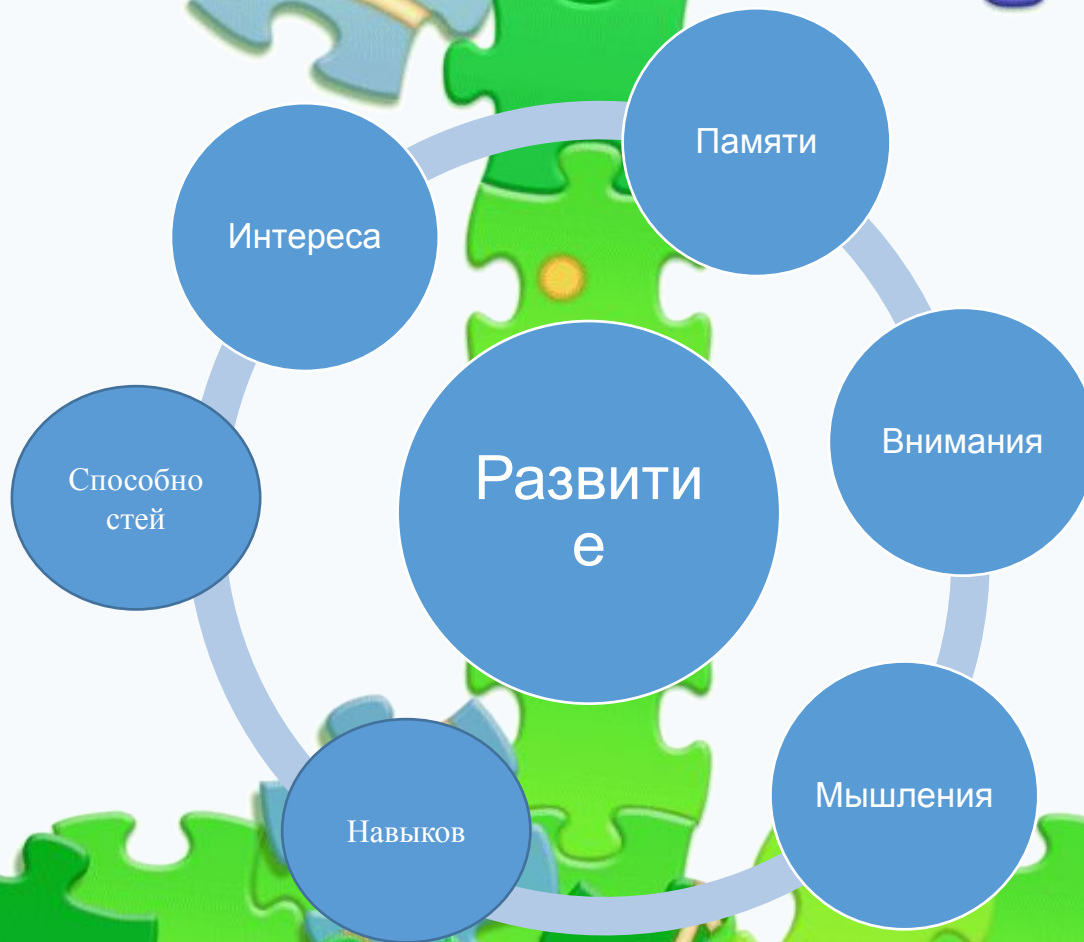 Памяти
Интереса
Внимания
Способно
стей
Развити
е
Мышления
Навыков